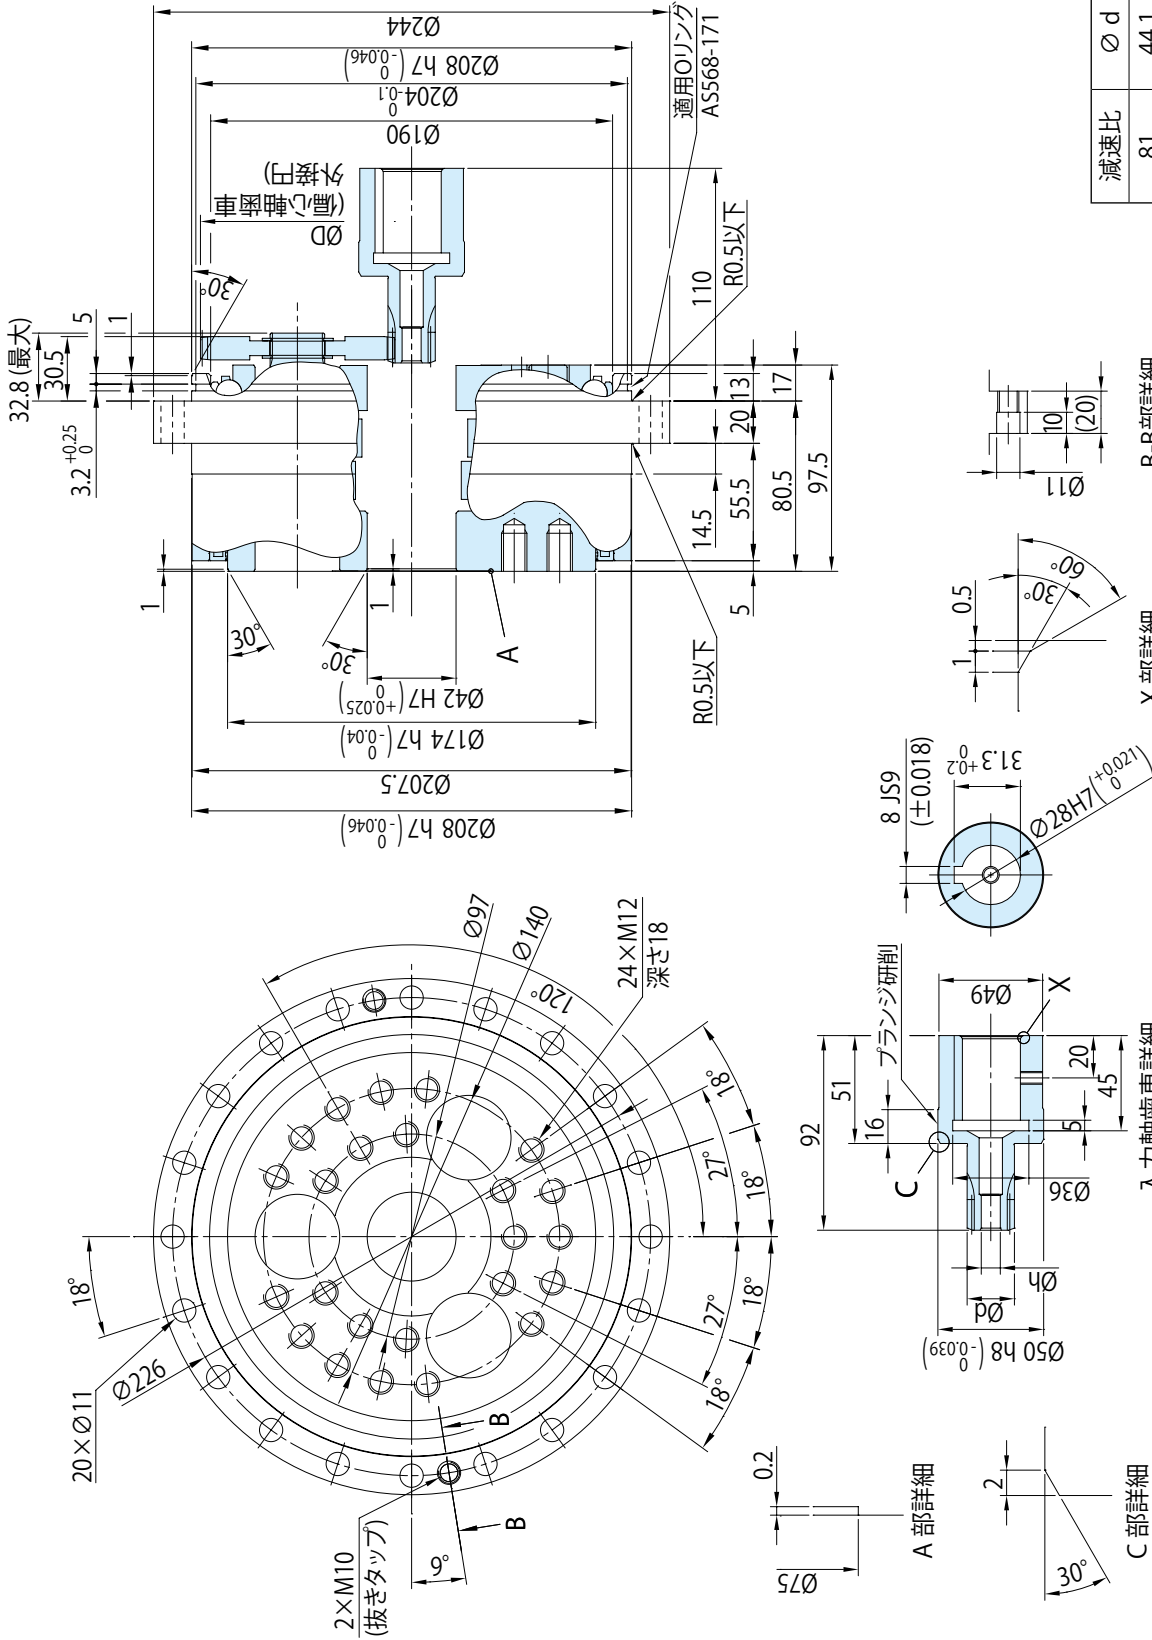 Ø244
Ø208 h7 ( 0 -0.046)
Ø204 0 -0.1
Ø190
ØD
(偏心軸歯車
外接円)
適用Oリング
AS568-171
32.8 (最大)
30.5
5
1
3.2 +0.25 0
30°
110
R0.5以下
13
17
20
14.5
55.5
80.5
97.5
5
1
1
30°
30°
A
R0.5以下
Ø42 H7 (+0.025 0)
Ø174 h7 ( 0 -0.04)
Ø207.5
Ø208 h7 ( 0 -0.046)
Ø97
Ø140
120°
24×M12
深さ18
18°
27°
18°
18°
27°
18°
18°
Ø226
20×Ø11
2×M10
(抜きタップ)
B
B
9°
減速比
Ø d
81
44.1
Ø11
10
(20)
B-B部詳細
0.5
1
30°
60°
X 部詳細
8 JS9
(±0.018)
31.3 +0.2 0
Ø28H7(+0.021 0)
プランジ研削
92
51
16
C
Ø49
X
20
45
5
Ø36
Øh
Ød
Ø50 h8 ( 0 -0.039)
入力軸歯車詳細
0.2
Ø75
A 部詳細
2
30°
C 部詳細